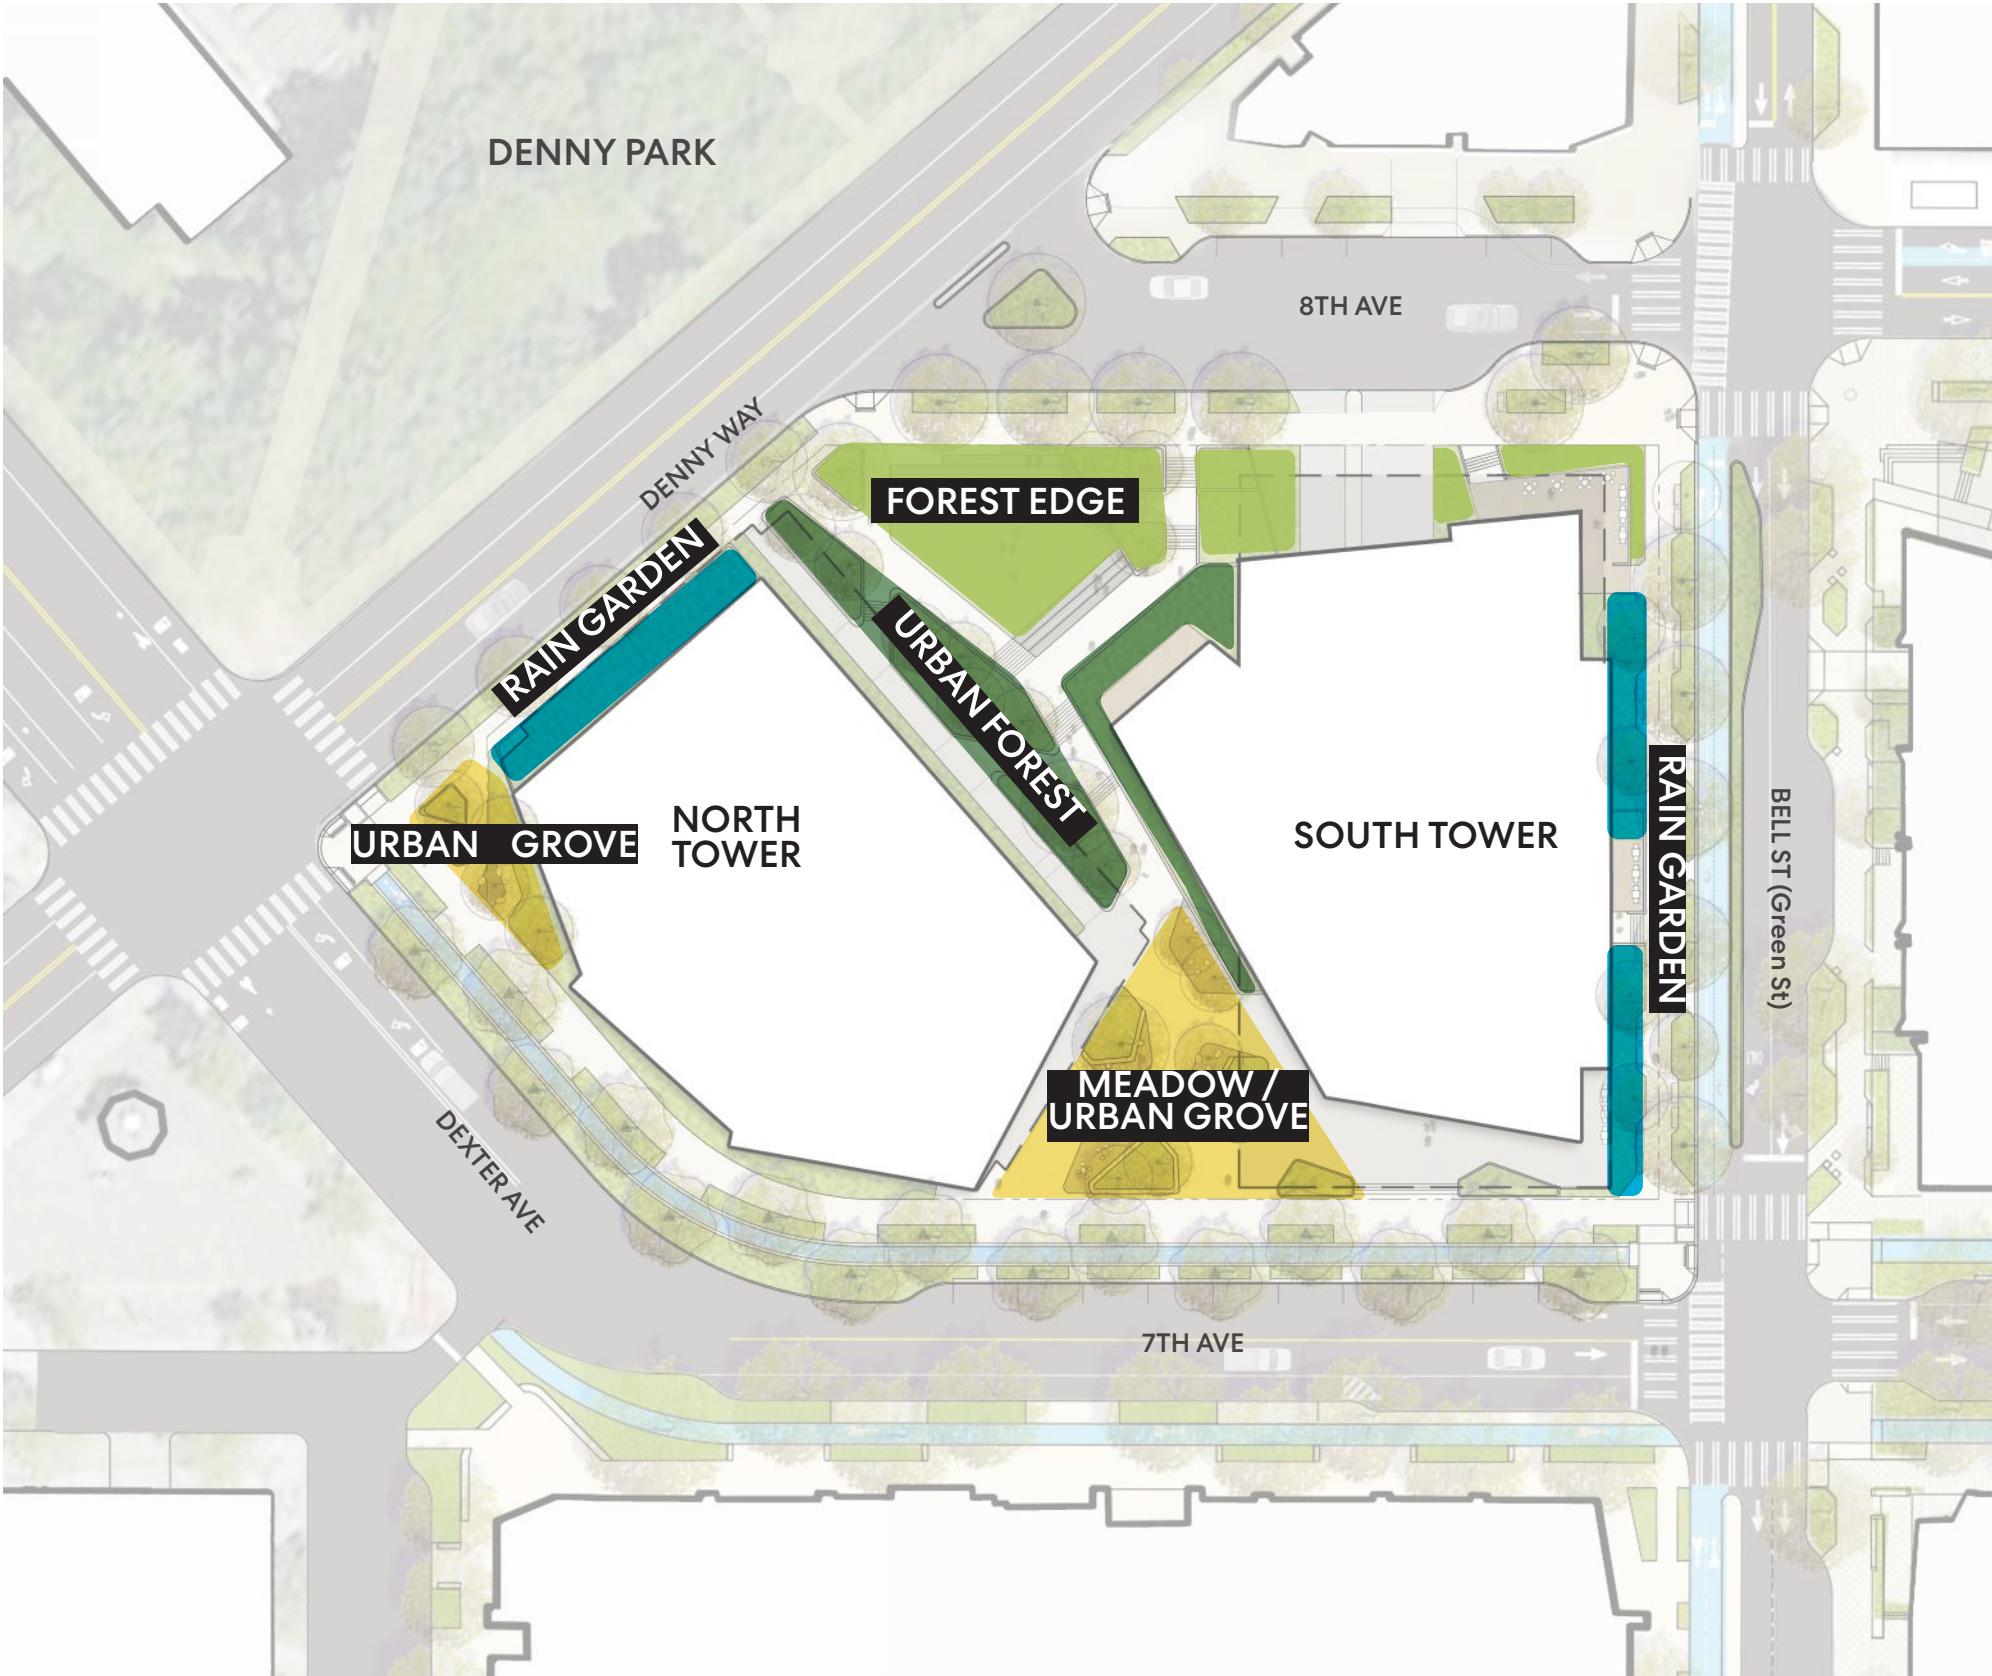 DENNY PARK
8TH AVE
DENNY WAY
FOREST EDGE
RAIN GARDEN
URBAN FOREST
URBAN GROVE
NORTH
TOWER
SOUTH TOWER
RAIN GARDEN
BELL ST (Green St)
MEADOW /
URBAN GROVE
DEXTER AVE
7TH AVE